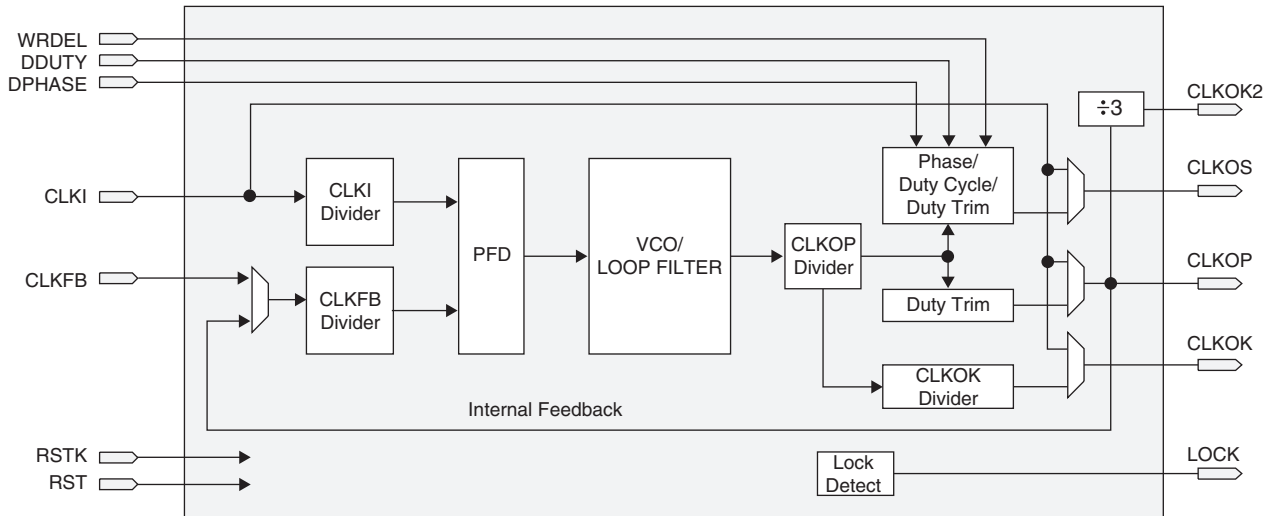 WRDEL
DDUTY
DPHASE
CLKOK2
÷3
Phase/
Duty Cycle/
Duty Trim
CLKOS
CLKI
CLKI
Divider
PFD
VCO/
LOOP FILTER
CLKOP
Divider
CLKOP
CLKFB
CLKFB
Divider
Duty Trim
CLKOK
CLKOK
Divider
Internal Feedback
RSTK
RST
Lock
Detect
LOCK